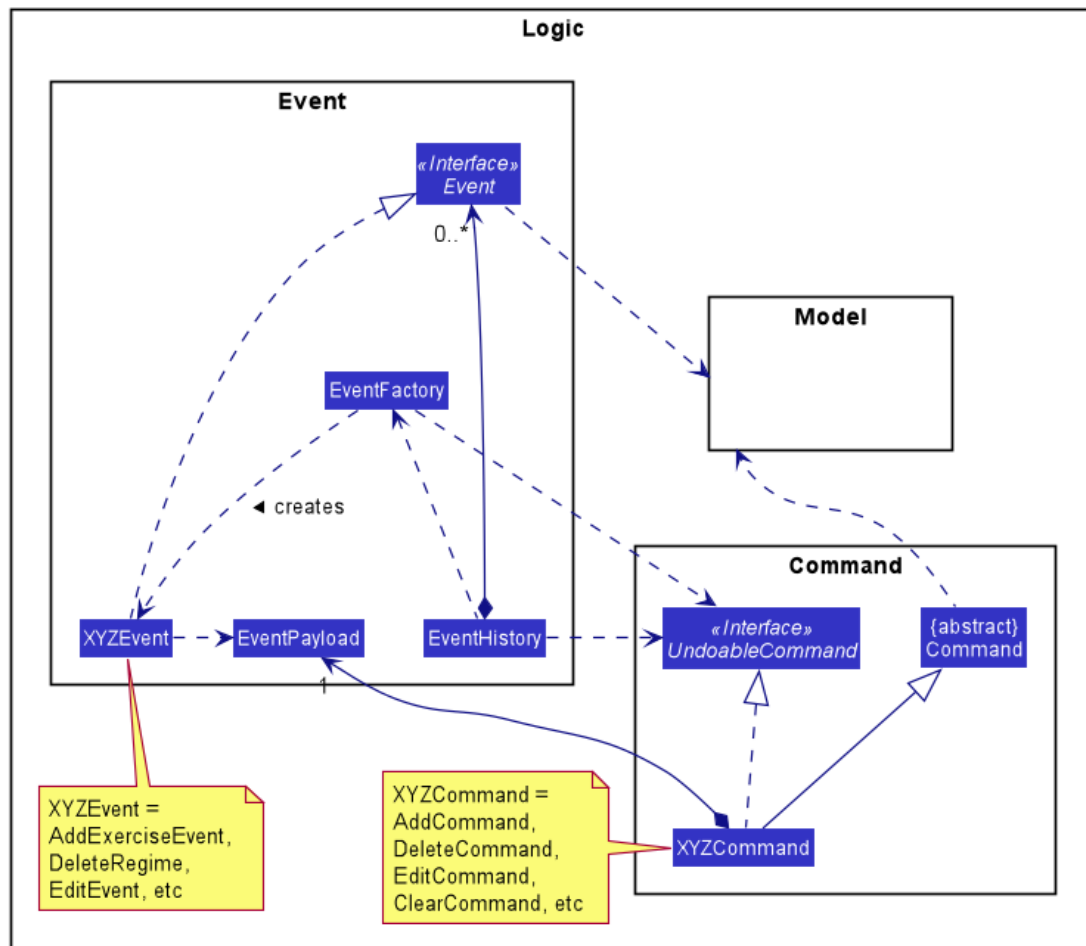 Logic
Event
«Interface»
Event
0..*
Model
EventFactory
◄ creates
Command
XYZEvent
EventPayload
EventHistory
«Interface»
UndoableCommand
{abstract}
Command
1
XYZEvent =
AddExerciseEvent,
DeleteRegime,
EditEvent, etc
XYZCommand =
AddCommand,
DeleteCommand,
EditCommand,
ClearCommand, etc
XYZCommand